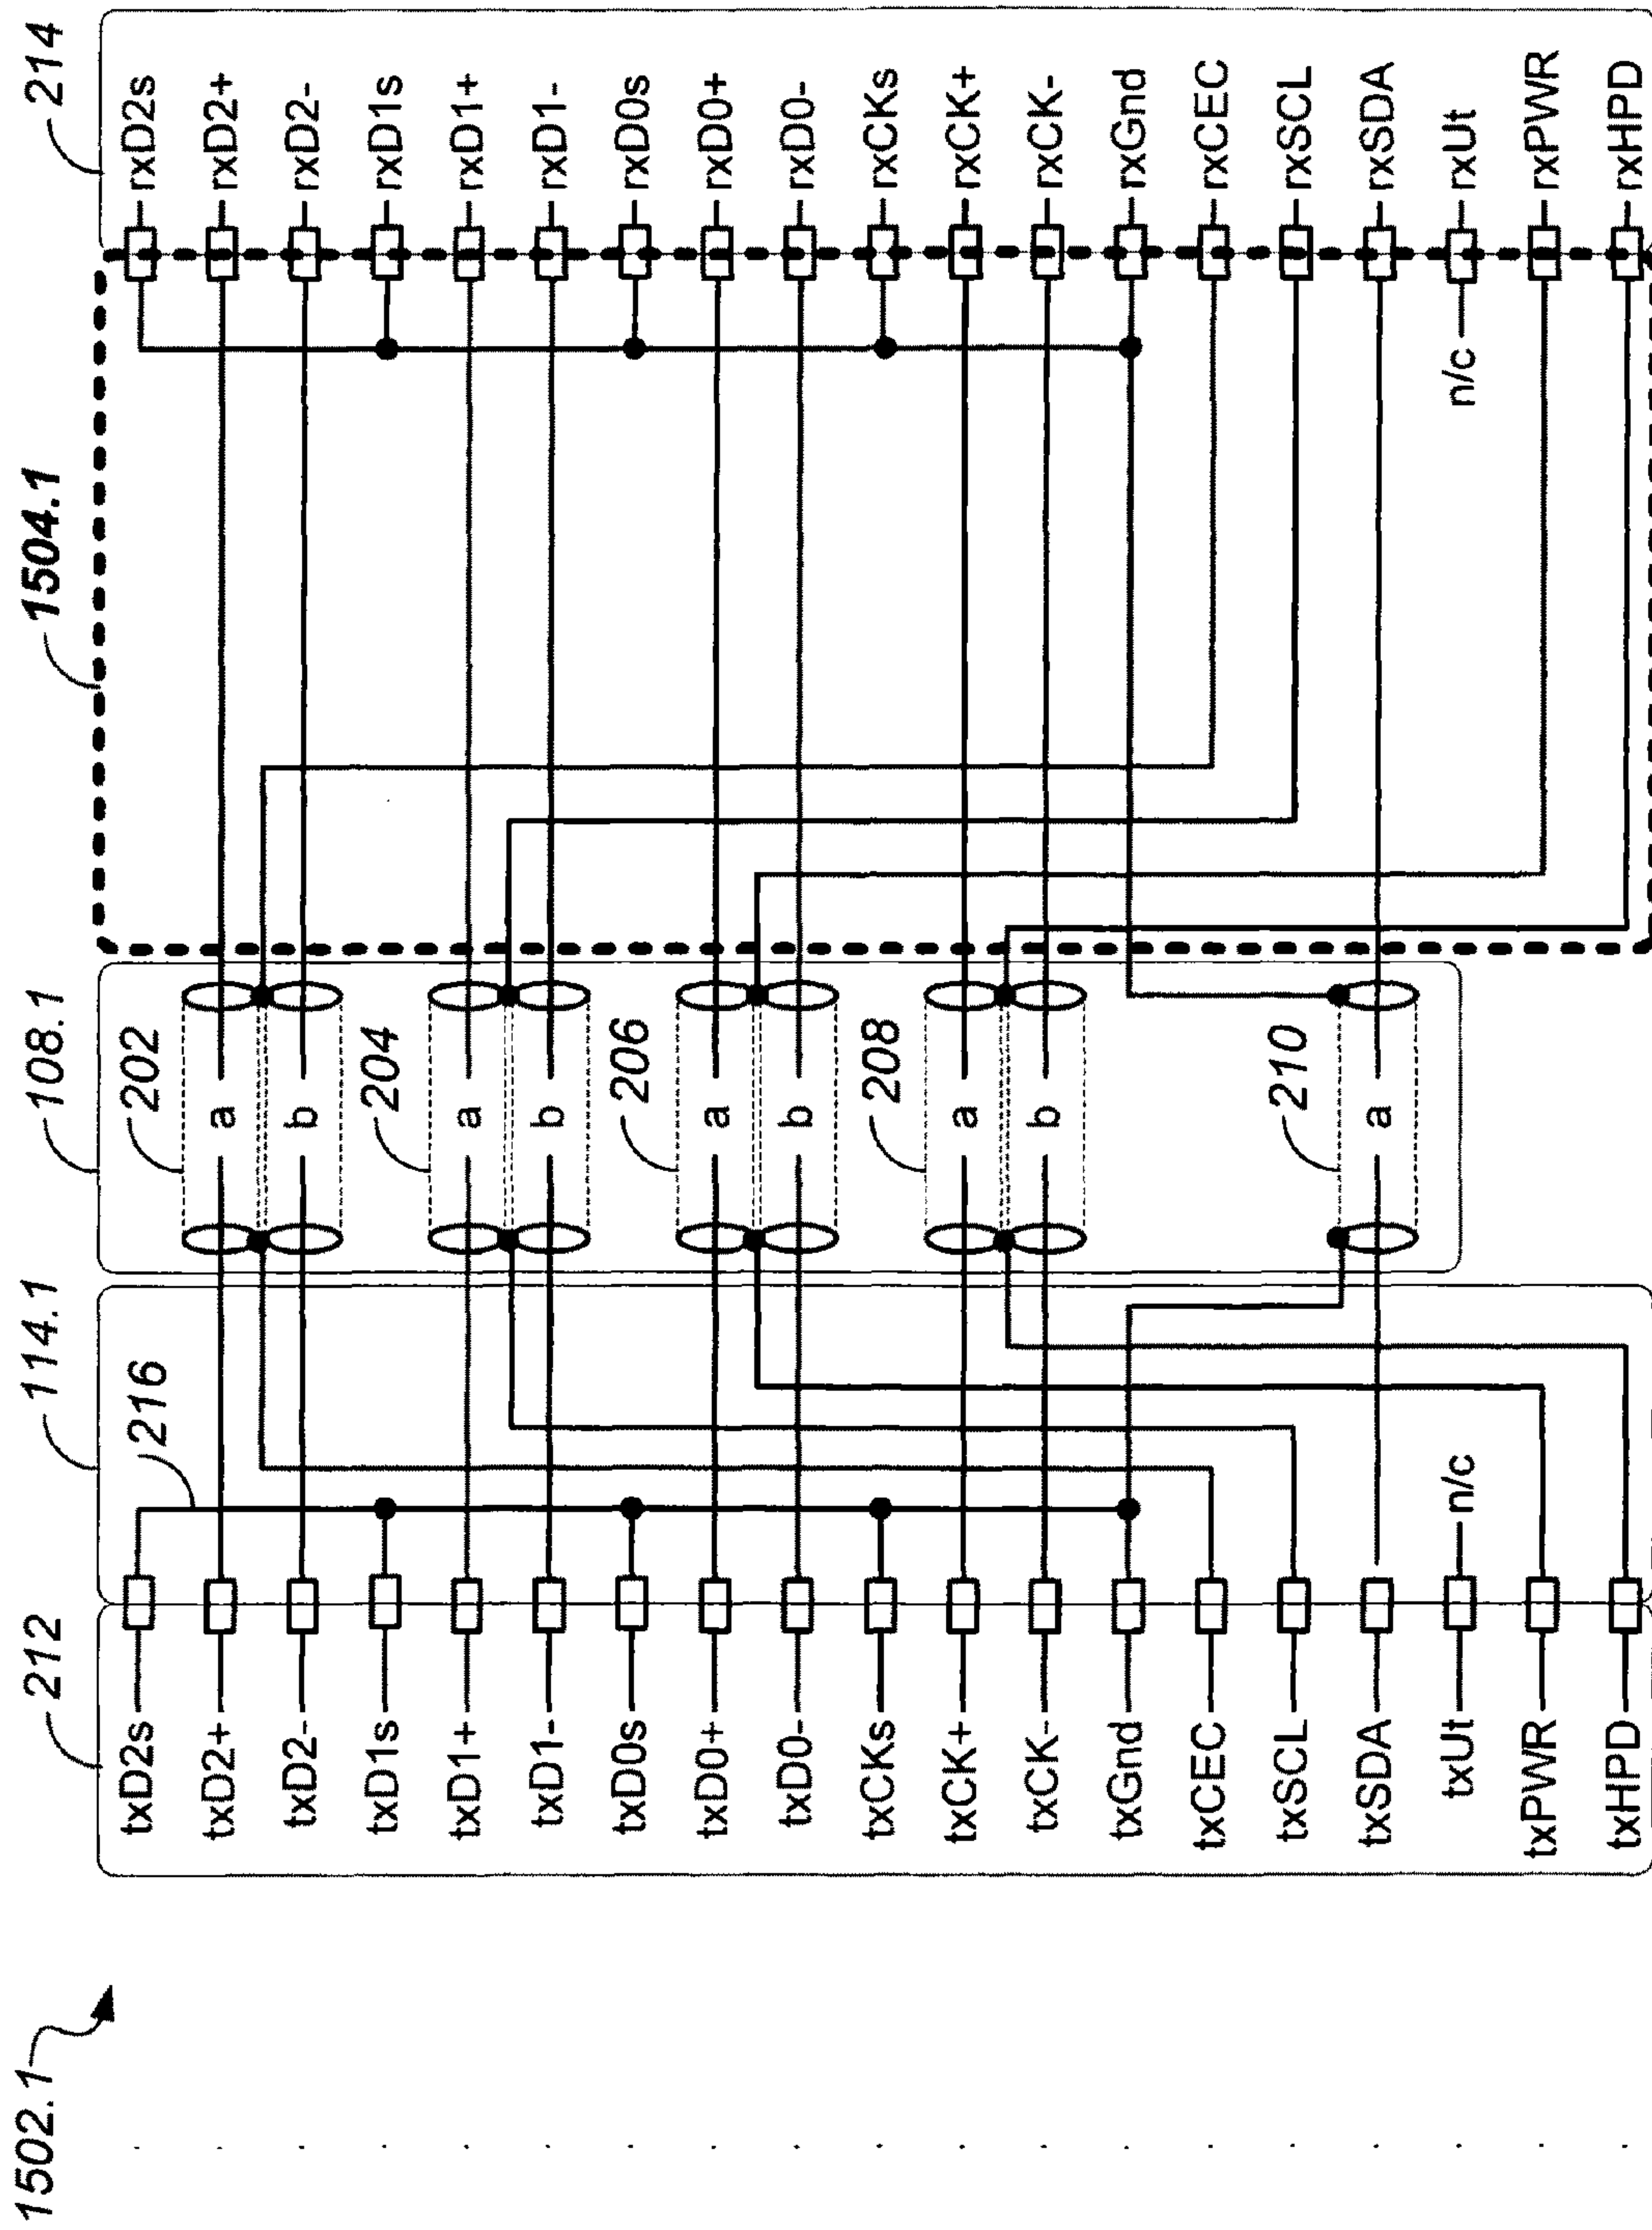 1502.1
212
114.1
108.1
1504.1
214
216
202
204
206
208
210
txD2s
txD2+
txD2-
txD1s
txD1+
txD1-
txD0s
txD0+
txD0-
txCKs
txCK+
txCK-
txGnd
txCEC
txSCL
txSDA
txUt
txPWR
txHPD
n/c
a
b
a
b
a
b
a
b
a
n/c
rxD2s
rxD2+
rxD2-
rxD1s
rxD1+
rxD1-
rxD0s
rxD0+
rxD0-
rxCKs
rxCK+
rxCK-
rxGnd
rxCEC
rxSCL
rxSDA
rxUt
rxPWR
rxHPD